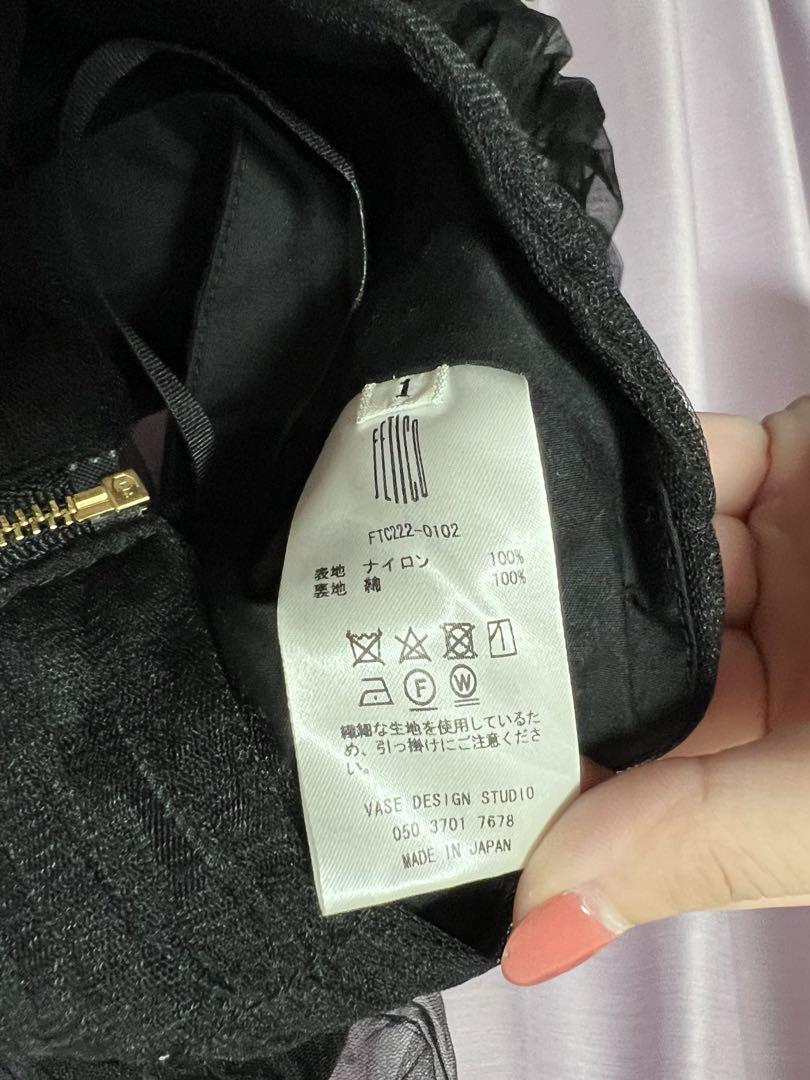 1
FETICO
FTC222-0102
表地 ナイロン 100%
裏地 綿 100%
F W
繊細な生地を使用しているた
め、引っ掛けにご注意くださ
い。
VASE DESIGN STUDIO
050 3701 7678
MADE IN JAPAN